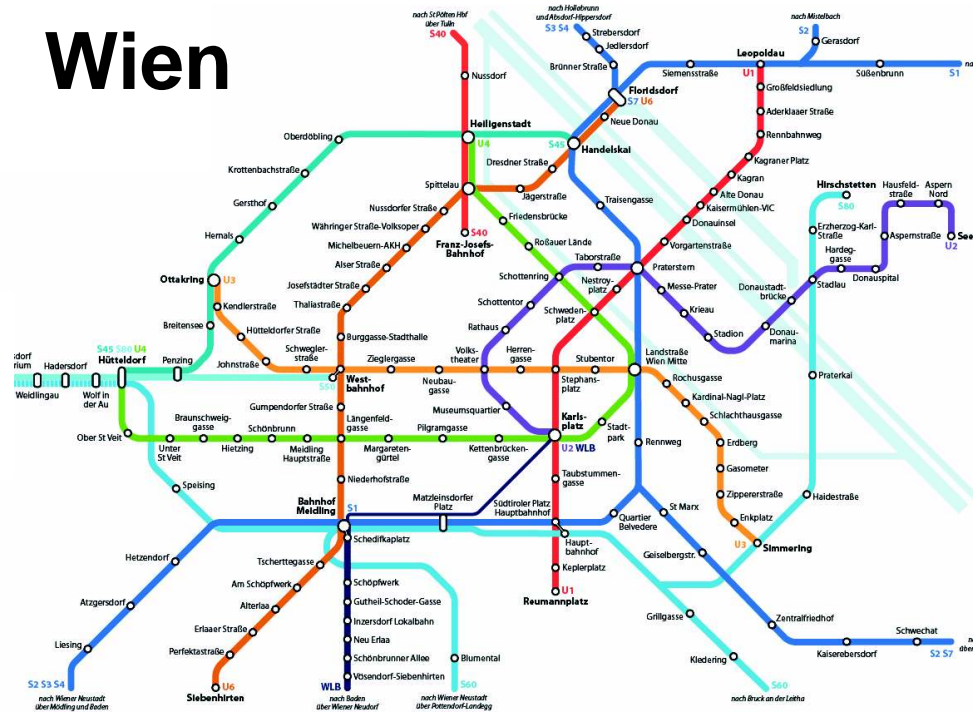 Wien
nach St Pölten Hbf
über Tulln
S40
nach Hollabrunn
und Absdorf-Hippersdorf
S3 S4
nach Mistelbach
S2
Strebersdorf
Jedlersdorf
Brünner Straße
Gerasdorf
Leopoldau
U1
Siemensstraße
Süßenbrunn
S1
Nussdorf
Floridsdorf
S7 U6
Neue Donau
Großfeldsiedlung
Aderklaaer Straße
Rennbahnweg
Kagraner Platz
Kagran
Alte Donau
Kaisermühlen-VIC
Donauinsel
Vorgartenstraße
Heiligenstadt
U4
S45
Handelskai
Oberdöbling
Krottenbachstraße
Gersthof
Hernals
Ottakring
U3
Dresdner Straße
Jägerstraße
Spittelau
Traisengasse
Nussdorfer Straße
Währinger Straße-Volksoper
Michelbeuern-AKH
Alser Straße
Josefstädter Straße
Thaliastraße
S40
Franz-Josefs-
Bahnhof
Friedensbrücke
Roßauer Lände
Schottenring
Taborstraße
Nestroy-
platz
Praterstern
Messe-Prater
Krieau
Stadion
Donau-
marina
Donaustadt-
brücke
Stadlau
Hirschstetten
S80
Erzherzog-Karl-
Straße
Hardeg-
gasse
Donauspital
Aspernstraße
Hausfeld-
straße
Aspern
Nord
See
U2
Kendlerstraße
Breitensee
Hütteldorfer Straße
Johnstraße
Schwegler-
straße
Burggasse-Stadthalle
Schottentor
Rathaus
Schweden-
platz
Volks-
theater
Herren-
gasse
Stubentor
Stephans-
platz
Landstraße
Wien Mitte
Zieglergasse
Neubau-
gasse
S50
West-
bahnhof
S45 S80 U4
Hütteldorf
Penzing
Hadersdorf
Weidlingau
Wolf in
der Au
Rochusgasse
Kardinal-Nagl-Platz
Schlachthausgasse
Erdberg
Gasometer
Zippererstraße
Enkplatz
U3
Simmering
Praterkai
Haidestraße
Museumsquartier
Karls-
platz
U2 WLB
Stadt-
park
Rennweg
Gumpendorfer Straße
Ober St Veit
Unter
St Veit
Braunschweig-
gasse
Hietzing
Schönbrunn
Meidling
Hauptstraße
Längenfeld-
gasse
Margareten-
gürtel
Pilgramgasse
Kettenbrücken-
gasse
Taubstummen-
gasse
Niederhofstraße
Speising
Bahnhof
Meidling
S1
Matzleinsdorfer
Platz
Südtiroler Platz
Hauptbahnhof
Quartier
Belvedere
St Marx
Geiselbergstr.
Haupt-
bahnhof
Keplerplatz
U1
Reumannplatz
Schedifkaplatz
Tscherttegasse
Am Schöpfwerk
Alterlaa
Erlaaer Straße
Perfektastraße
U6
Siebenhirten
Schöpfwerk
Gutheil-Schoder-Gasse
Inzersdorf Lokalbahn
Neu Erlaa
Schönbrunner Allee
Vösendorf-Siebenhirten
WLB
nach Baden
über Wiener Neudorf
Hetzendorf
Atzgersdorf
Liesing
S2 S3 S4
nach Wiener Neustadt
über Mödling und Baden
Blumental
S60
nach Wiener Neustadt
über Pottendorf-Landegg
Grillgasse
Kledering
S60
nach Bruck an der Leitha
Zentralfriedhof
Kaiserebersdorf
Schwechat
S2 S7